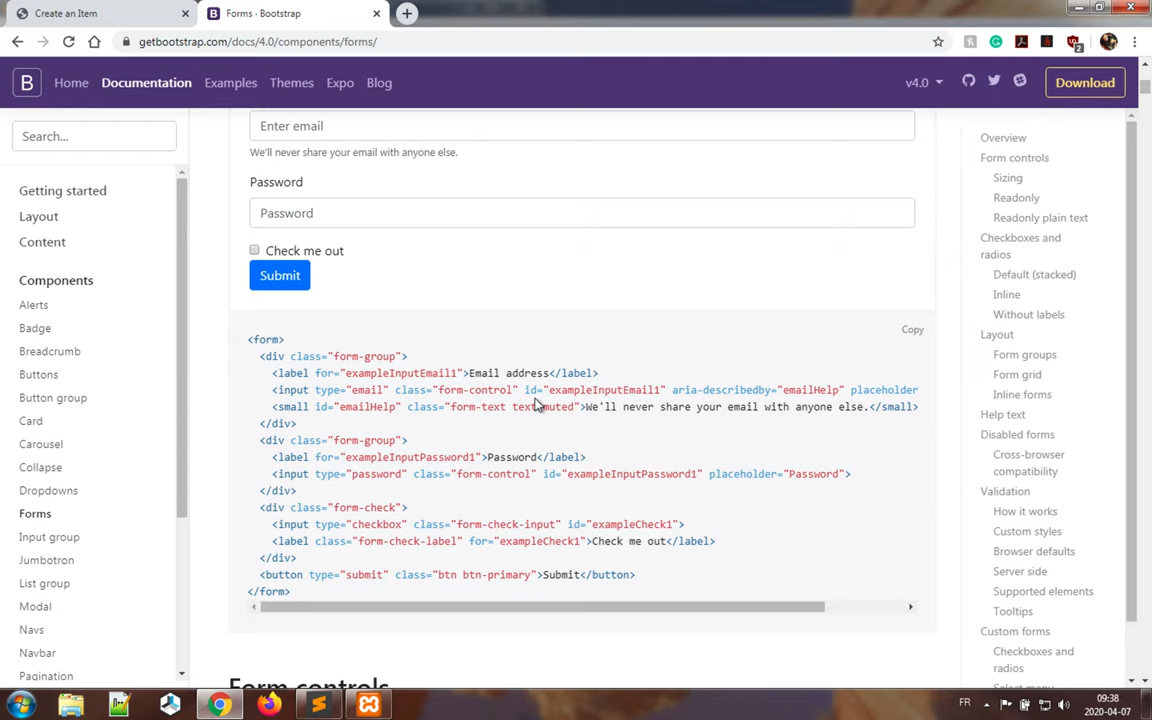 Create an Item
Forms · Bootstrap
getbootstrap.com/docs/4.0/components/forms/
2
B
Home
Documentation
Examples
Themes
Expo
Blog
v4.0
Download
Search...
Getting started
Layout
Content
Components
Alerts
Badge
Breadcrumb
Buttons
Button group
Card
Carousel
Collapse
Dropdowns
Forms
Input group
Jumbotron
List group
Modal
Navs
Navbar
Pagination
Enter email
We'll never share your email with anyone else.
Password
Password
Check me out
Submit
Copy
<form>
<div class="form-group">
<label for="exampleInputEmail1">Email address</label>
<input type="email" class="form-control" id="exampleInputEmail1" aria-describedby="emailHelp" placeholder
<small id="emailHelp" class="form-text text-muted">We'll never share your email with anyone else.</small>
</div>
<div class="form-group">
<label for="exampleInputPassword1">Password</label>
<input type="password" class="form-control" id="exampleInputPassword1" placeholder="Password">
</div>
<div class="form-check">
<input type="checkbox" class="form-check-input" id="exampleCheck1">
<label class="form-check-label" for="exampleCheck1">Check me out</label>
</div>
<button type="submit" class="btn btn-primary">Submit</button>
</form>
Form controls
Overview
Form controls
Sizing
Readonly
Readonly plain text
Checkboxes and
radios
Default (stacked)
Inline
Without labels
Layout
Form groups
Form grid
Inline forms
Help text
Disabled forms
Cross-browser
compatibility
Validation
How it works
Custom styles
Browser defaults
Server side
Supported elements
Tooltips
Custom forms
Checkboxes and
radios
FR
09:38
2020-04-07